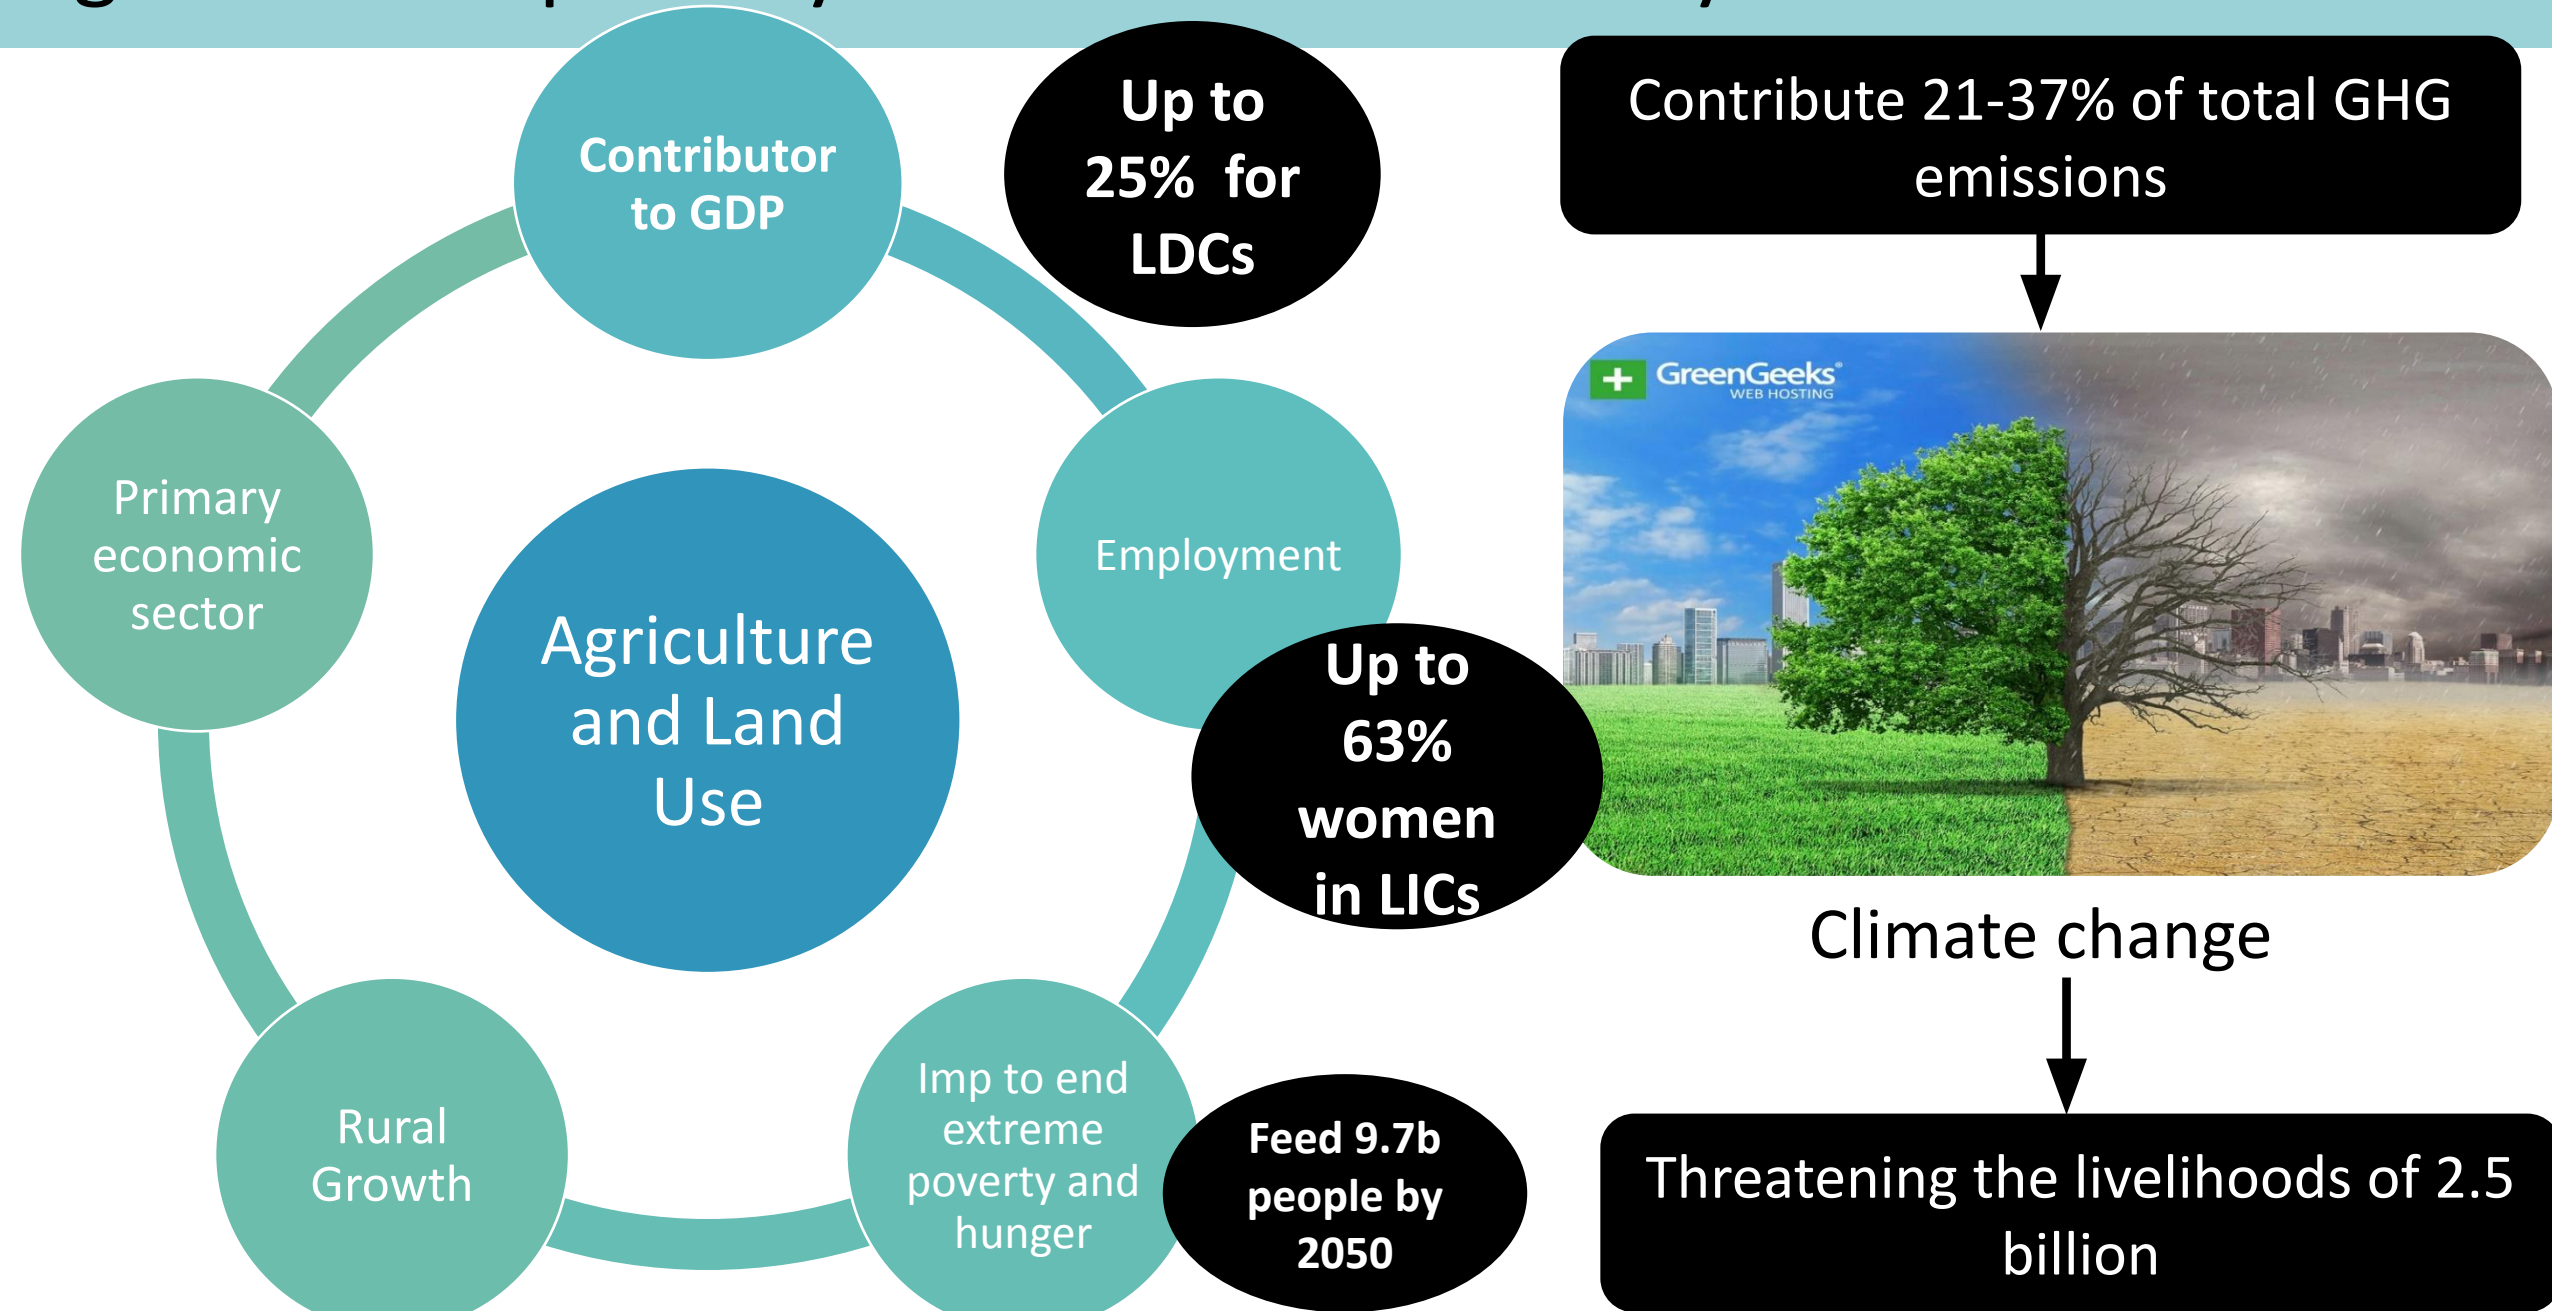 Contributor
to GDP
Up to
25% for
LDCs
Primary
economic
sector
Employment
Agriculture
and Land
Use
Up to
63%
women
in LICs
Rural
Growth
Imp to end
extreme
poverty and
hunger
Feed 9.7b
people by
2050
Contribute 21-37% of total GHG
emissions
GreenGeeks®
WEB HOSTING
Climate change
Threatening the livelihoods of 2.5
billion